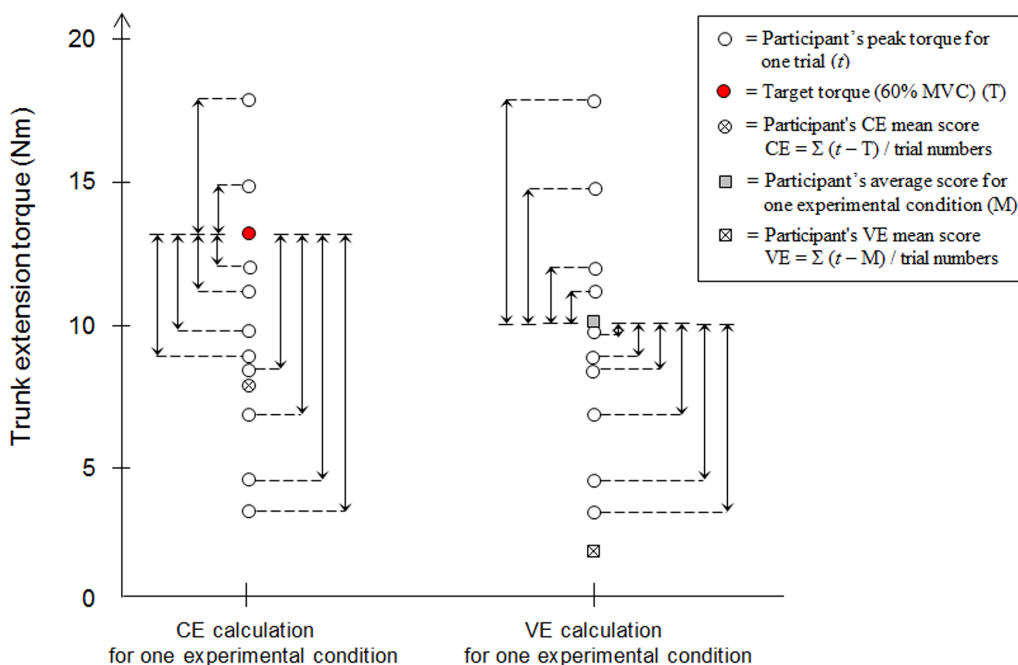 20
15
10
5
0
Trunk extension torque (Nm)
CE calculation
for one experimental condition
VE calculation
for one experimental condition
= Participant's peak torque for
one trial (t)
= Target torque (60% MVC) (T)
= Participant's CE mean score
CE = Σ (t – T) / trial numbers
= Participant's average score for
one experimental condition (M)
= Participant's VE mean score
VE = Σ (t – M) / trial numbers